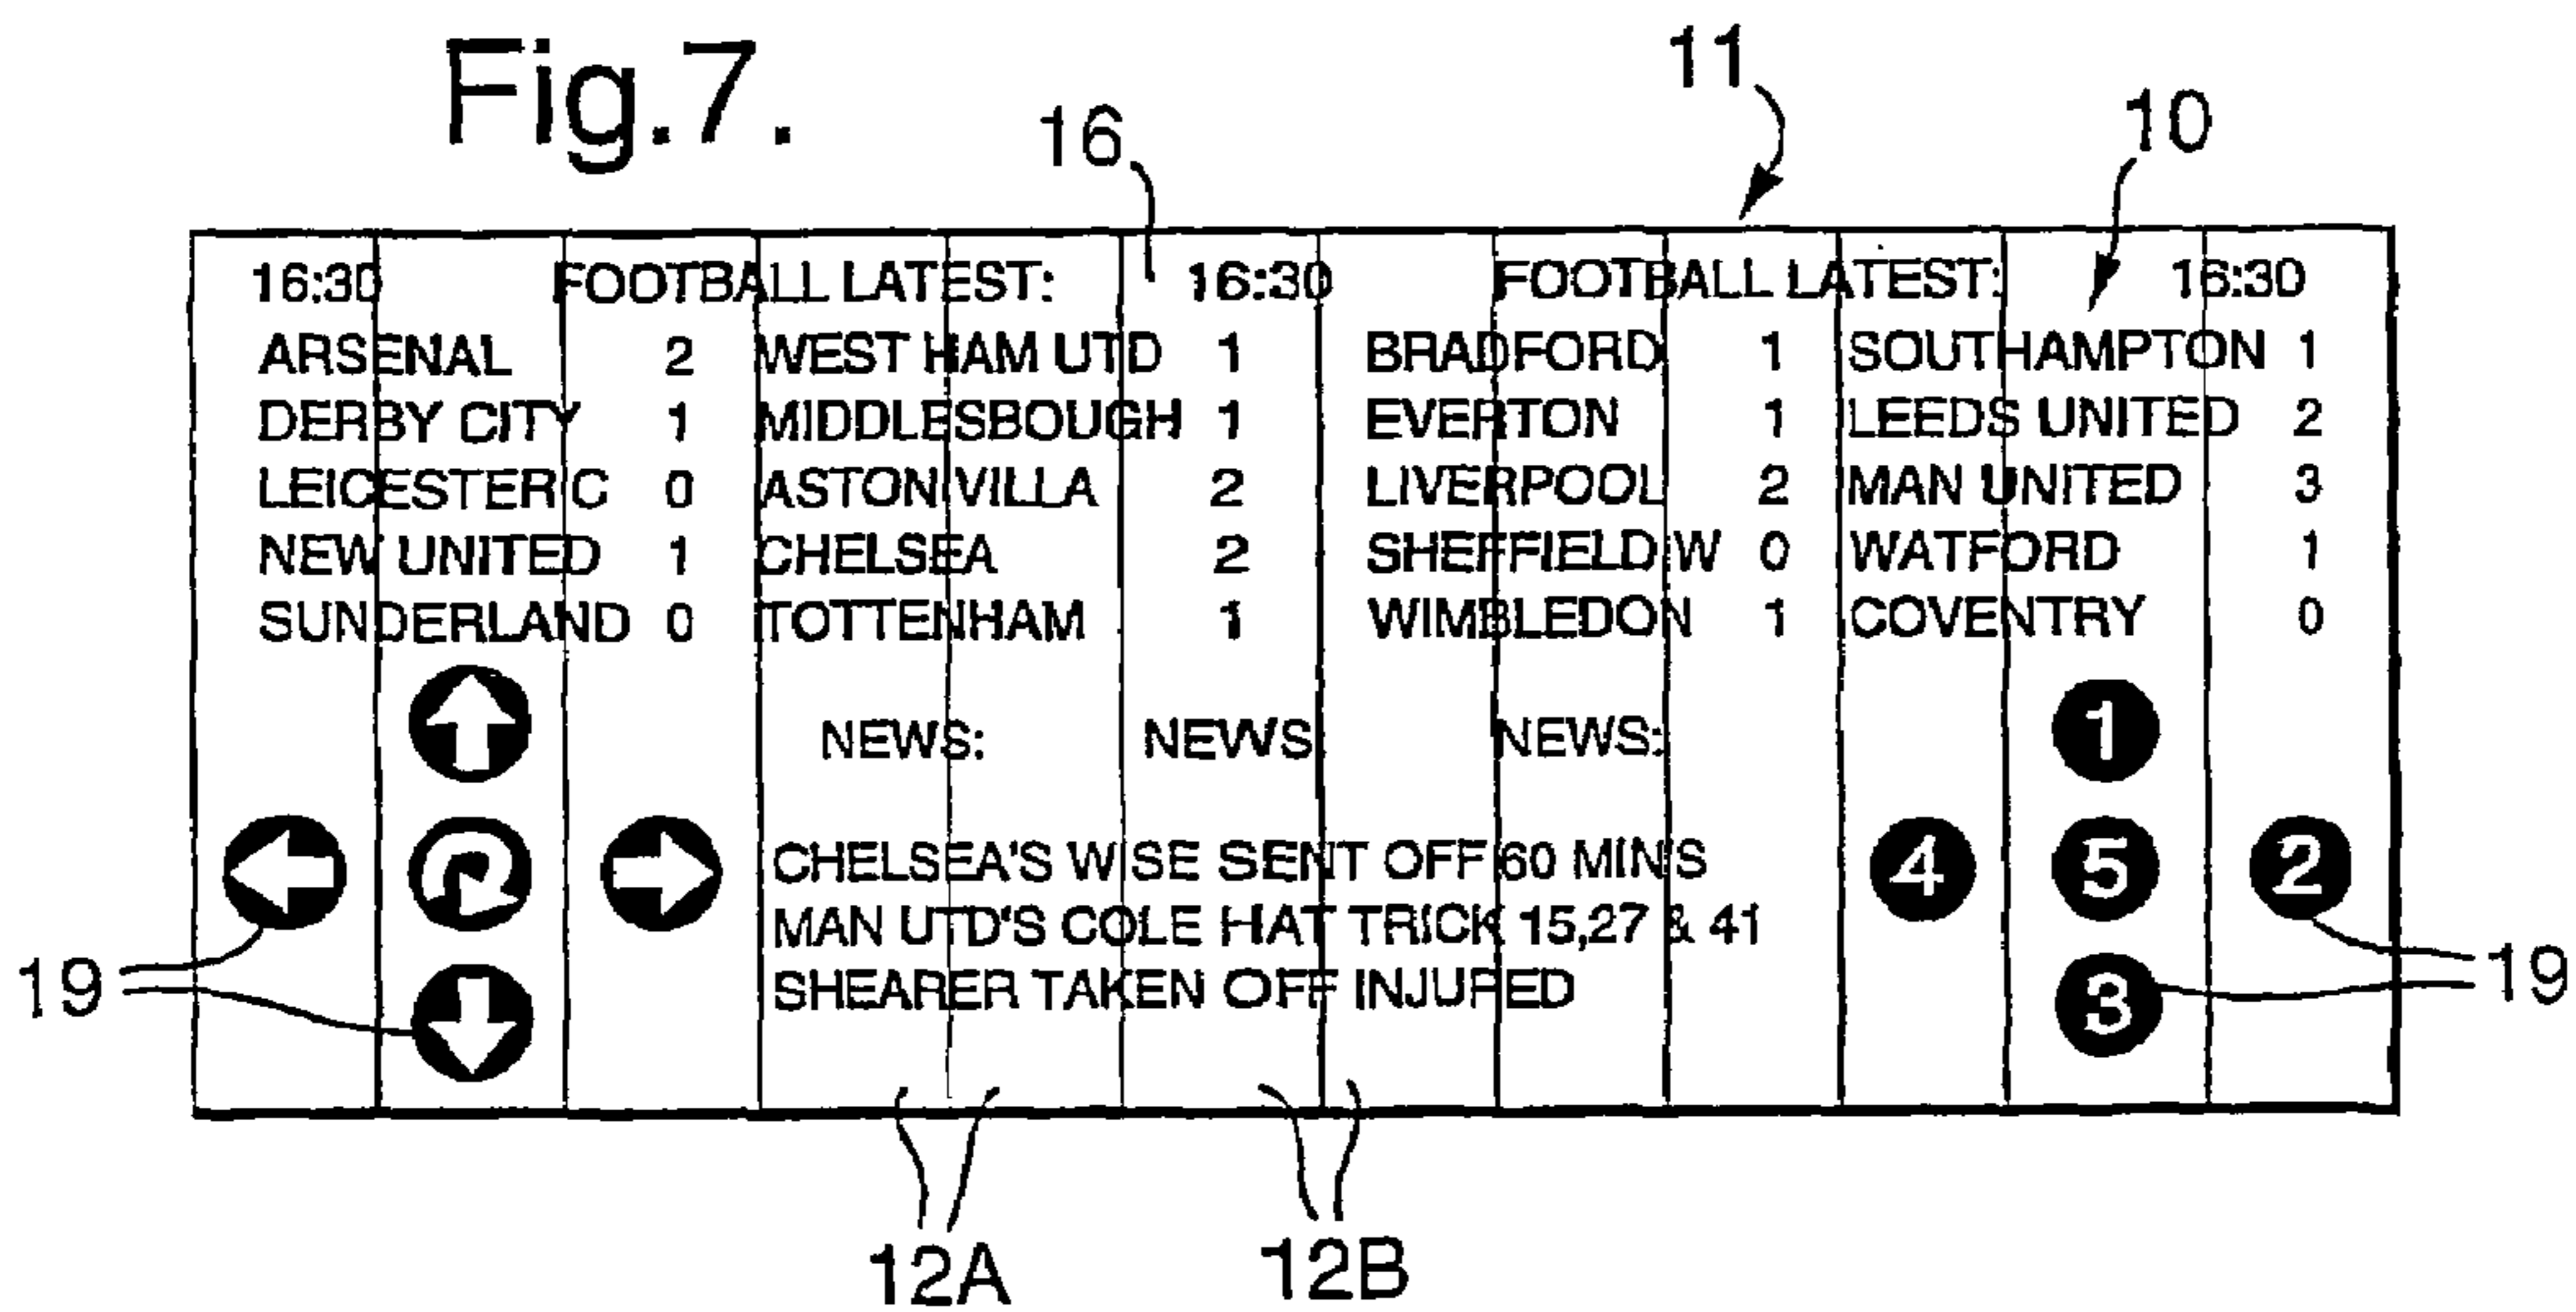 Fig.7.
11
10
16
16:30 FOOTBALL LATEST: 16:30 FOOTBALL LATEST: 16:30
ARSENAL 2 WEST HAM UTD 1 BRADFORD 1 SOUTHAMPTON 1
DERBY CITY 1 MIDDLESBOUGH 1 EVERTON 1 LEEDS UNITED 2
LEICESTER C 0 ASTON VILLA 2 LIVERPOOL 2 MAN UNITED 3
NEW UNITED 1 CHELSEA 2 SHEFFIELD W 0 WATFORD 1
SUNDERLAND 0 TOTTENHAM 1 WIMBLEDON 1 COVENTRY 0
NEWS: NEWS NEWS: 1
CHELSEA'S WISE SENT OFF 60 MINS 4 5 2
MAN UTD'S COLE HAT TRICK 15,27 & 41
19 SHEARER TAKEN OFF INJURED 3 19
12A 12B